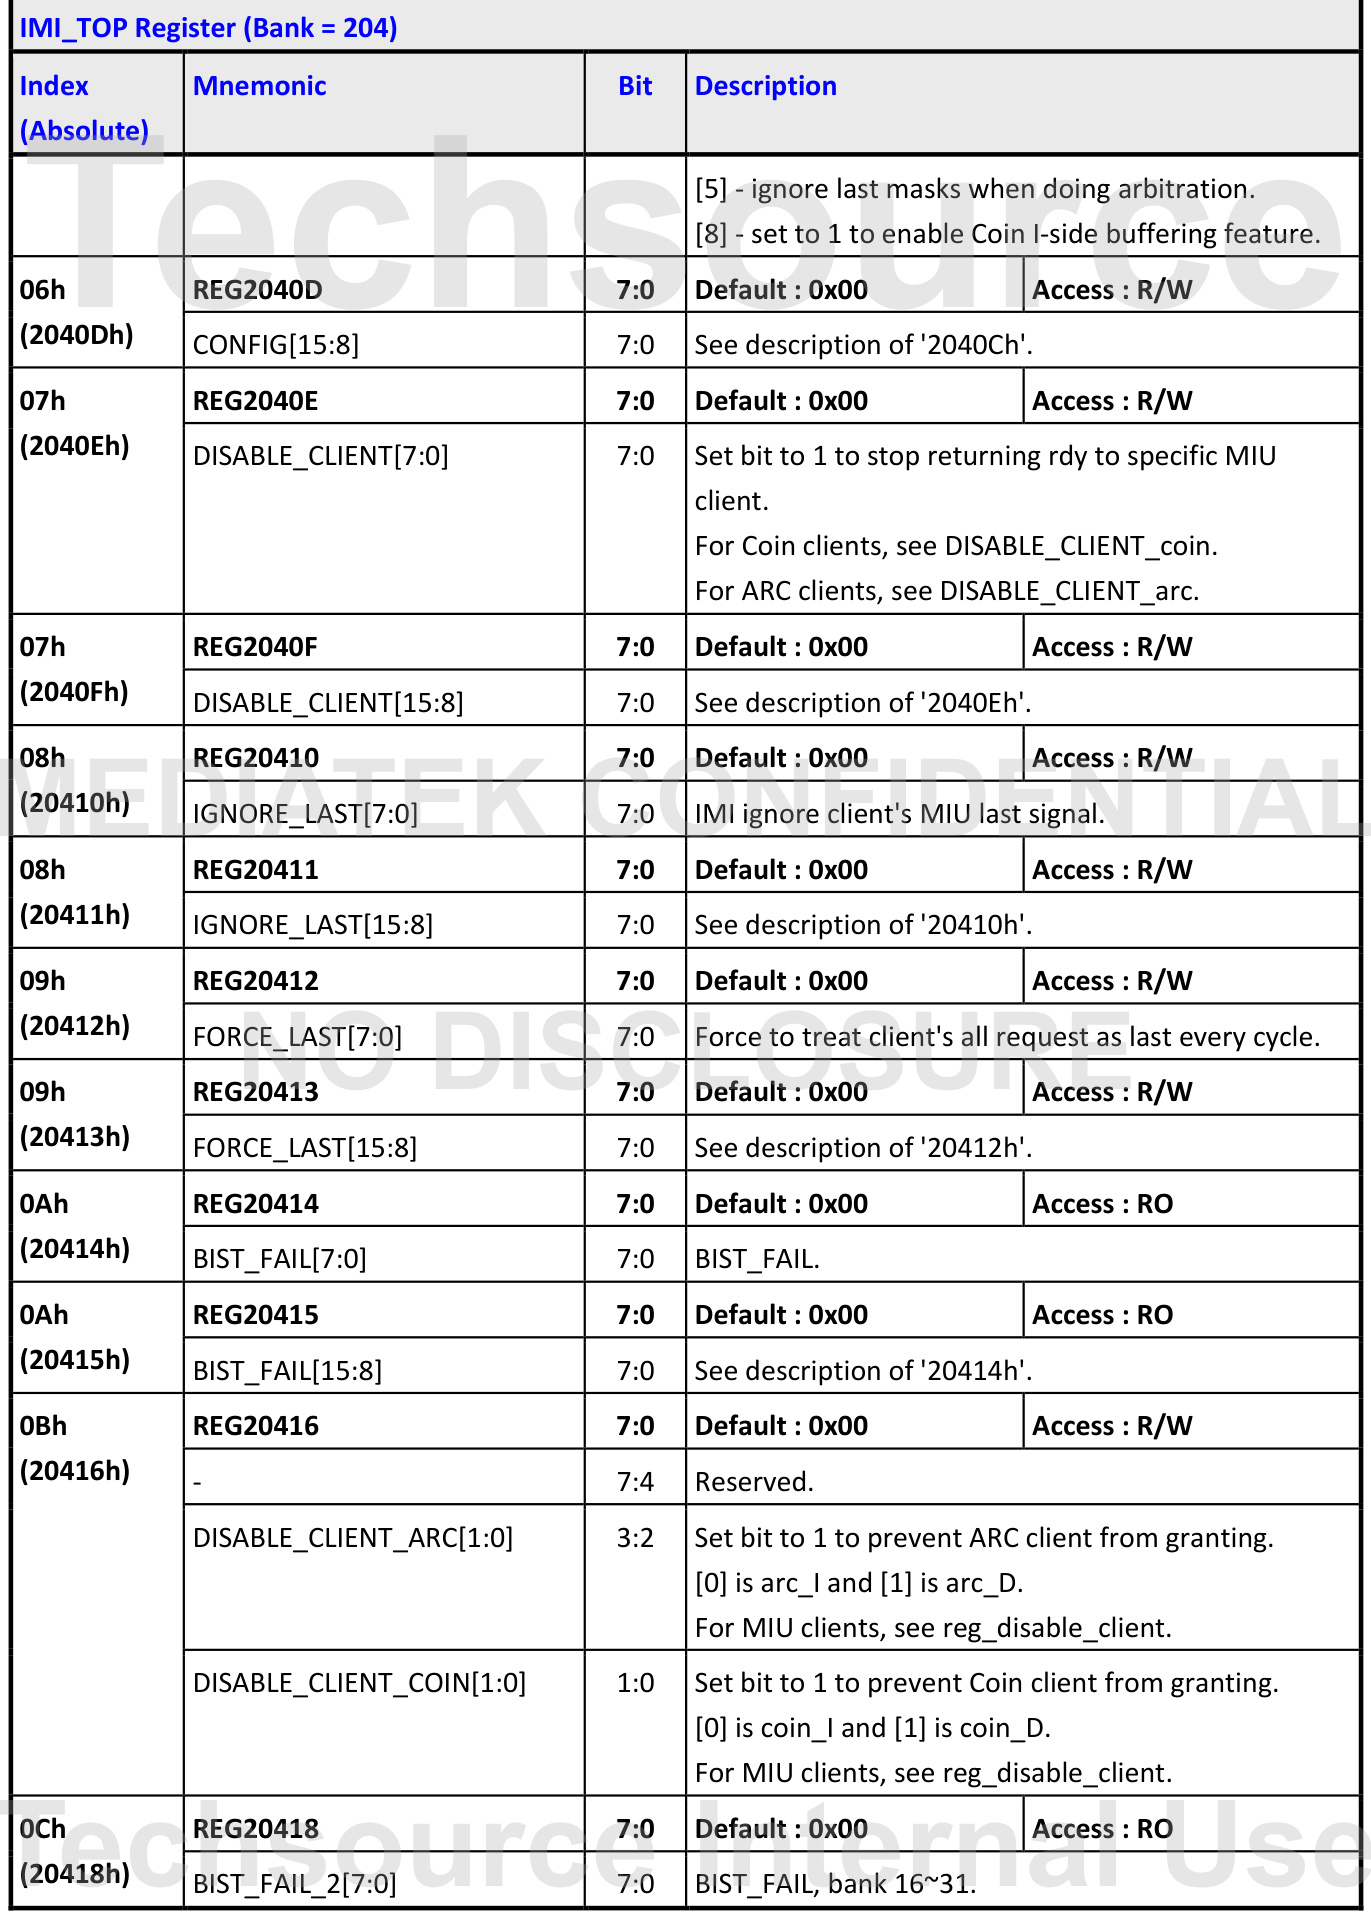 IMI_TOP Register (Bank = 204)
Index (Absolute) Mnemonic Bit Description
[5] - ignore last masks when doing arbitration.
[8] - set to 1 to enable Coin I-side buffering feature.
Techsource
06h (2040Dh) REG2040D 7:0 Default : 0x00 Access : R/W
CONFIG[15:8] 7:0 See description of '2040Ch'.
07h (2040Eh) REG2040E 7:0 Default : 0x00 Access : R/W
DISABLE_CLIENT[7:0] 7:0 Set bit to 1 to stop returning rdy to specific MIU
client.
For Coin clients, see DISABLE_CLIENT_coin.
For ARC clients, see DISABLE_CLIENT_arc.
07h (2040Fh) REG2040F 7:0 Default : 0x00 Access : R/W
DISABLE_CLIENT[15:8] 7:0 See description of '2040Eh'.
08h (20410h) REG20410 7:0 Default : 0x00 Access : R/W
IGNORE_LAST[7:0] 7:0 IMI ignore client's MIU last signal.
MEDIATEK CONFIDENTIAL
08h (20411h) REG20411 7:0 Default : 0x00 Access : R/W
IGNORE_LAST[15:8] 7:0 See description of '20410h'.
09h (20412h) REG20412 7:0 Default : 0x00 Access : R/W
FORCE_LAST[7:0] 7:0 Force to treat client's all request as last every cycle.
NO DISCLOSURE
09h (20413h) REG20413 7:0 Default : 0x00 Access : R/W
FORCE_LAST[15:8] 7:0 See description of '20412h'.
0Ah (20414h) REG20414 7:0 Default : 0x00 Access : RO
BIST_FAIL[7:0] 7:0 BIST_FAIL.
0Ah (20415h) REG20415 7:0 Default : 0x00 Access : RO
BIST_FAIL[15:8] 7:0 See description of '20414h'.
0Bh (20416h) REG20416 7:0 Default : 0x00 Access : R/W
- 7:4 Reserved.
DISABLE_CLIENT_ARC[1:0] 3:2 Set bit to 1 to prevent ARC client from granting.
[0] is arc_I and [1] is arc_D.
For MIU clients, see reg_disable_client.
DISABLE_CLIENT_COIN[1:0] 1:0 Set bit to 1 to prevent Coin client from granting.
[0] is coin_I and [1] is coin_D.
For MIU clients, see reg_disable_client.
0Ch (20418h) REG20418 7:0 Default : 0x00 Access : RO
BIST_FAIL_2[7:0] 7:0 BIST_FAIL, bank 16~31.
Techsource Internal Use